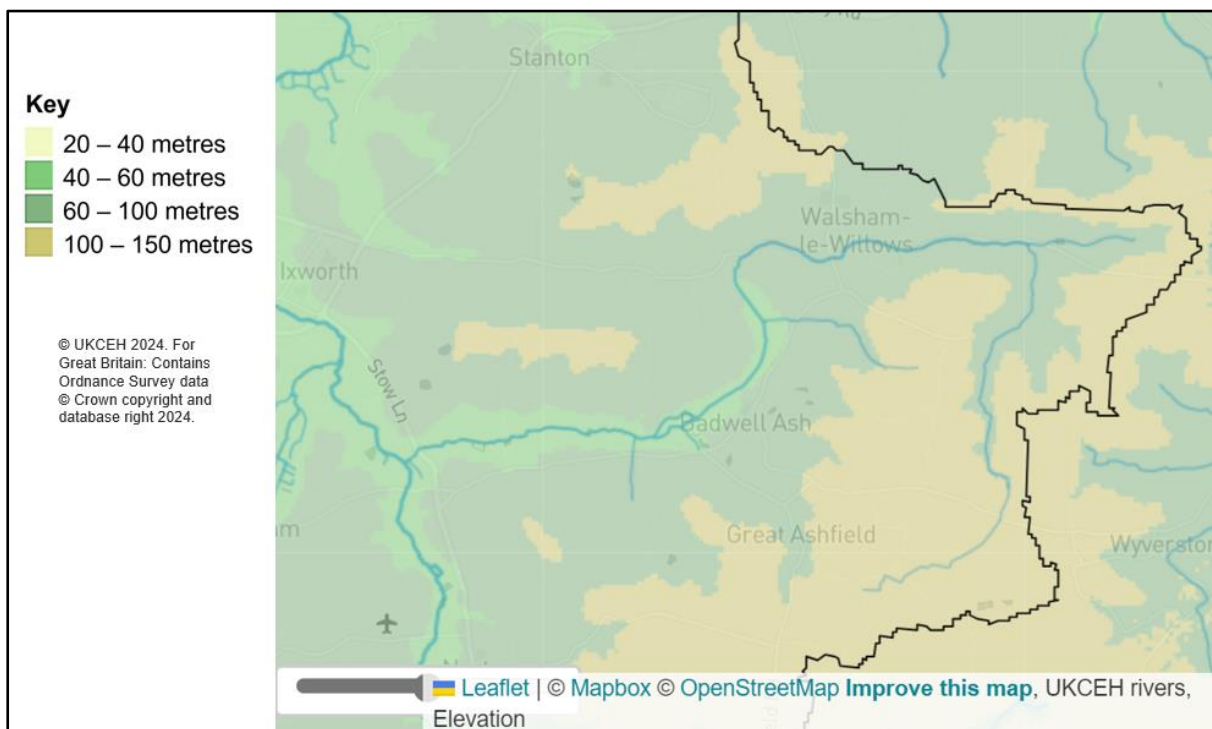 Key
20 – 40 metres
40 – 60 metres
60 – 100 metres
100 – 150 metres
© UKCEH 2024. For
Great Britain: Contains
Ordnance Survey data
© Crown copyright and
database right 2024.
Stanton
Walsham-
le-Willows
Ixworth
Stow Ln
Badwell Ash
Great Ashfield
Wyverston
Leaflet | © Mapbox © OpenStreetMap Improve this map, UKCEH rivers,
Elevation